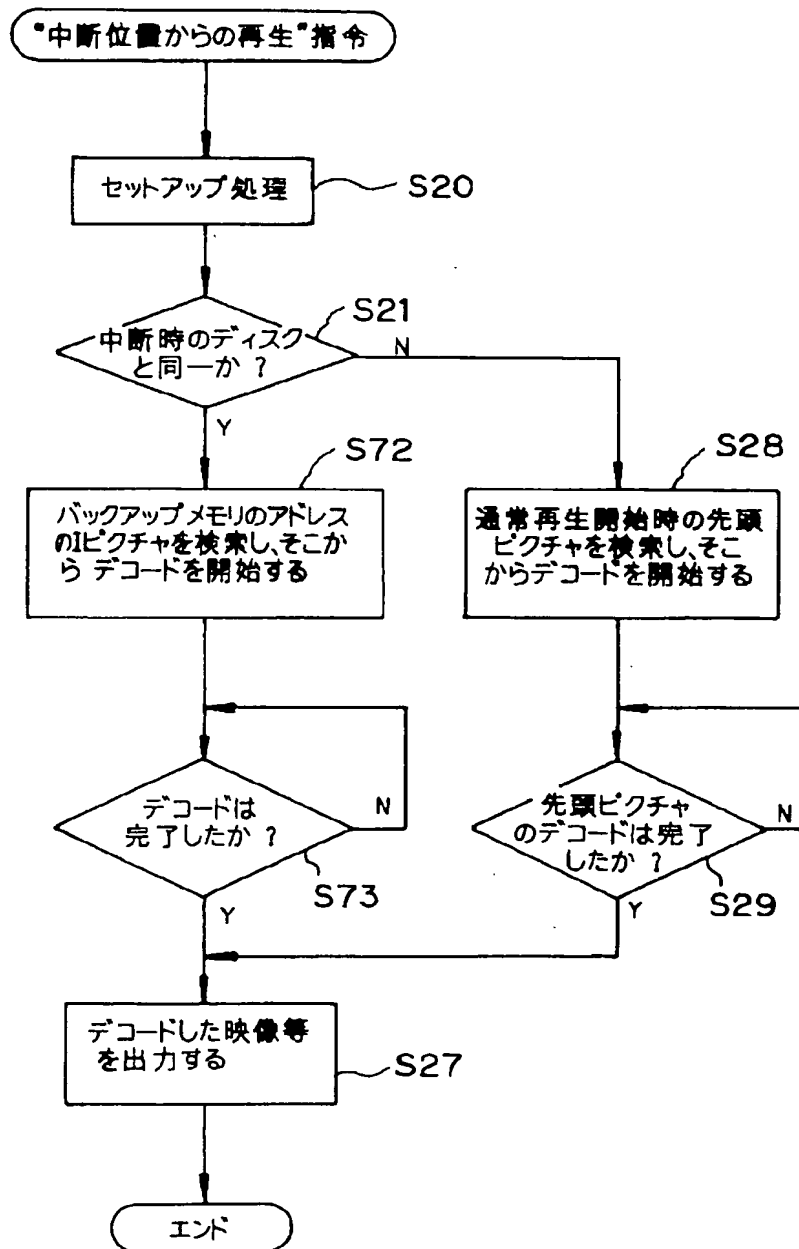 “中断位置からの再生”指令
セットアップ処理
S20
中断時のディスク
と同一か?
S21
N
Y
S72
バックアップメモリのアドレス
のIピクチャを検索し、そこか
ら デコードを開始する
S28
通常再生開始時の先頭
ピクチャを検索し、そこ
からデコードを開始する
デコードは
完了したか?
N
S73
Y
先頭ピクチャ
のデコードは完了
したか?
N
S29
Y
デコードした映像等
を出力する
S27
エンド